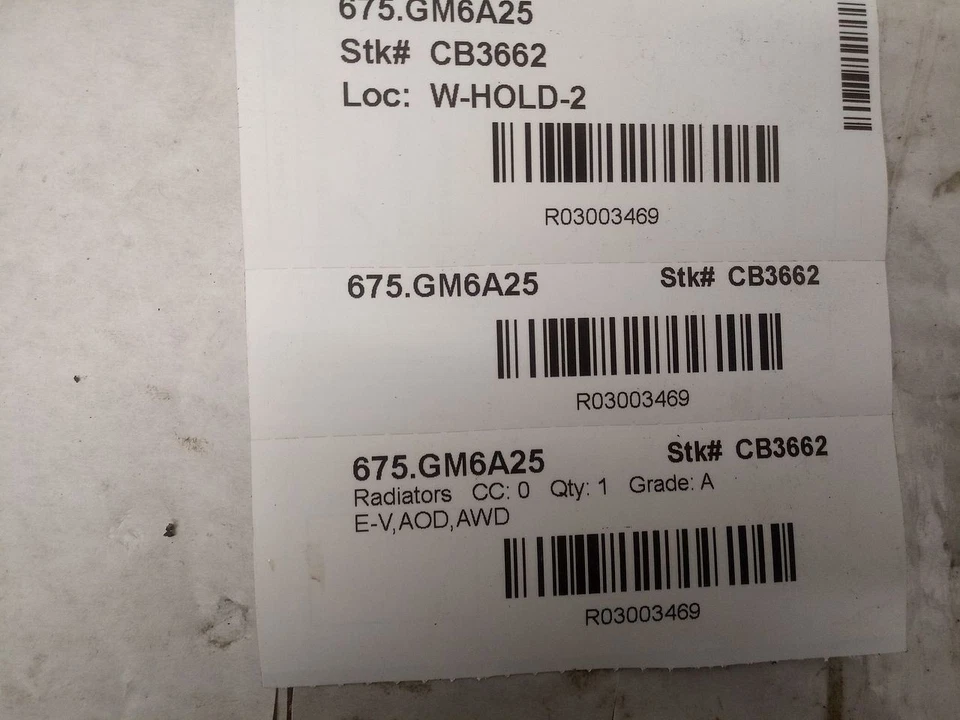 675.GM6A25
Stk# CB3662
Loc: W-HOLD-2
R03003469
675.GM6A25 Stk# CB3662
R03003469
675.GM6A25 Stk# CB3662
Radiators CC: 0 Qty: 1 Grade: A
E-V,AOD,AWD
R03003469